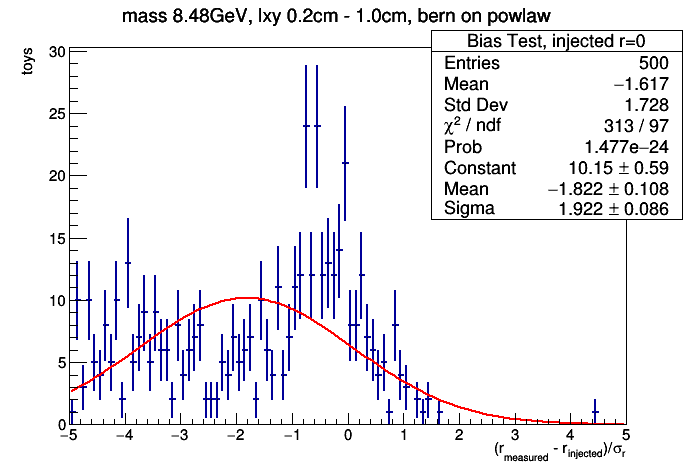 mass 8.48GeV, lxy 0.2cm - 1.0cm, bern on powlaw
Bias Test, injected r=0
Entries 500
Mean −1.617
Std Dev 1.728
χ² / ndf 313 / 97
Prob 1.477e−24
Constant 10.15 ± 0.59
Mean −1.822 ± 0.108
Sigma 1.922 ± 0.086
toys
30
25
20
15
10
5
0
−5 −4 −3 −2 −1 0 1 2 3 4 5
(r_measured - r_injected)/σ_r